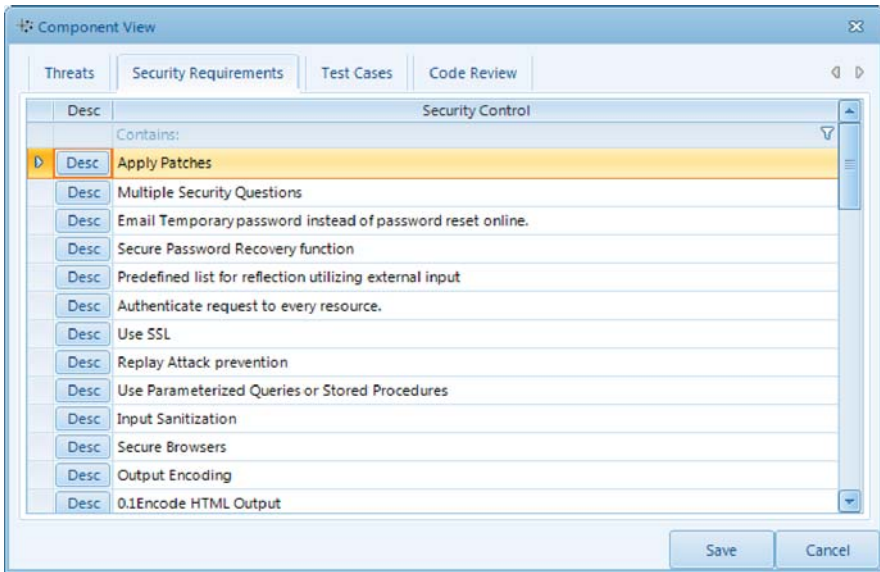 Component View
Threats Security Requirements Test Cases Code Review
Desc Security Control
Contains:
Desc Apply Patches
Desc Multiple Security Questions
Desc Email Temporary password instead of password reset online.
Desc Secure Password Recovery function
Desc Predefined list for reflection utilizing external input
Desc Authenticate request to every resource.
Desc Use SSL
Desc Replay Attack prevention
Desc Use Parameterized Queries or Stored Procedures
Desc Input Sanitization
Desc Secure Browsers
Desc Output Encoding
Desc 0.1Encode HTML Output
Save Cancel